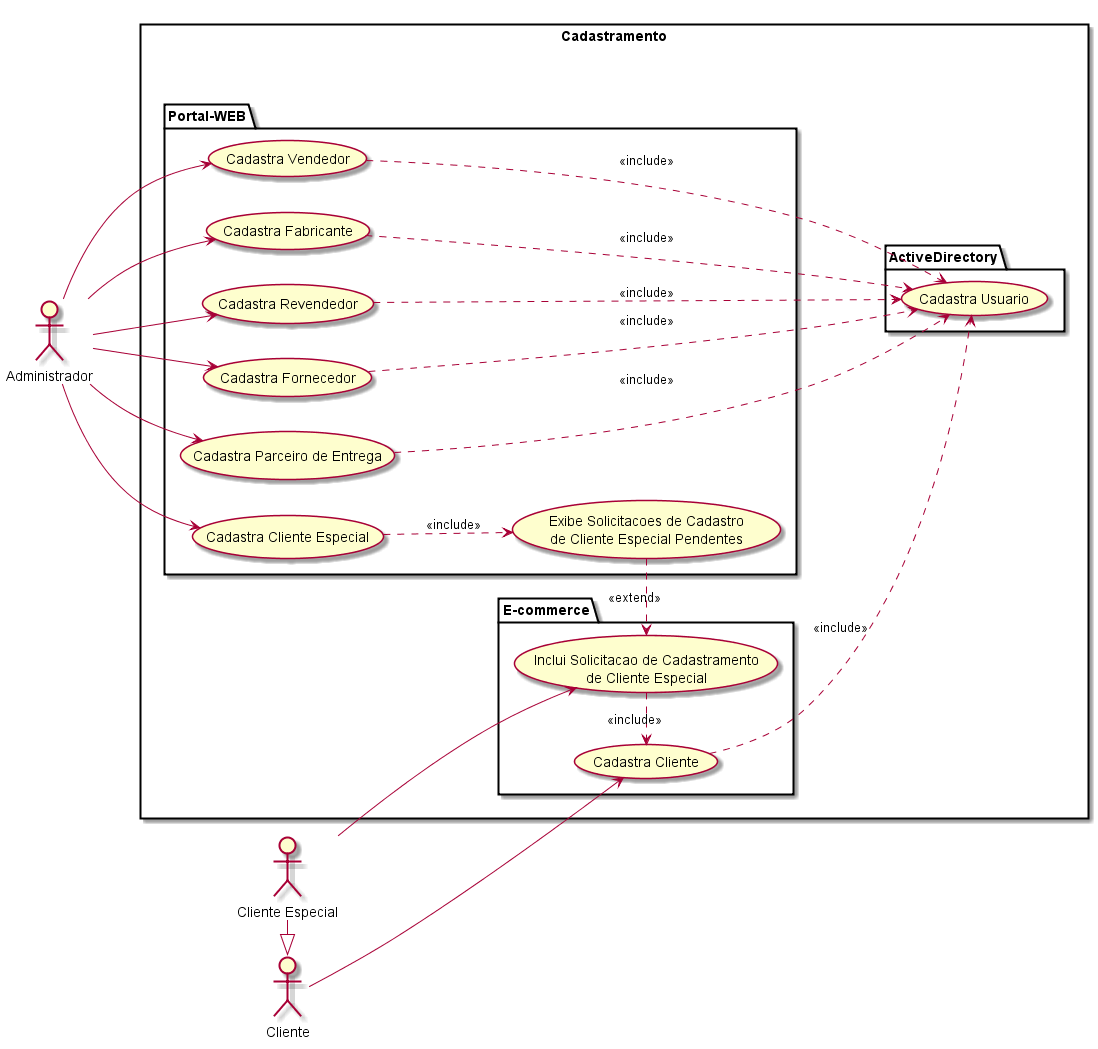 Cadastramento
Portal-WEB
Cadastra Vendedor
«include»
Cadastra Fabricante
«include»
ActiveDirectory
Cadastra Usuario
Cadastra Revendedor
«include»
«include»
Administrador
Cadastra Fornecedor
«include»
Cadastra Parceiro de Entrega
Cadastra Cliente Especial
«include»
Exibe Solicitacoes de Cadastro
de Cliente Especial Pendentes
«extend»
E-commerce
«include»
Inclui Solicitacao de Cadastramento
de Cliente Especial
«include»
Cadastra Cliente
Cliente Especial
Cliente